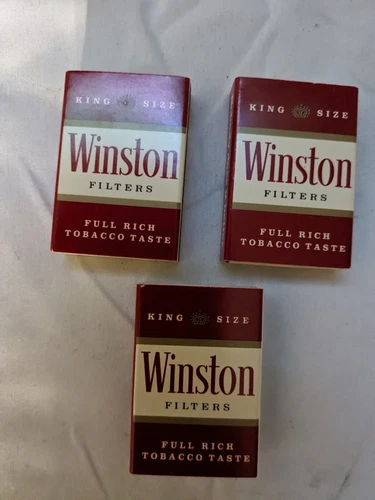 KING SIZE
Winston
FILTERS
FULL RICH
TOBACCO TASTE
KING SIZE
Winston
FILTERS
FULL RICH
TOBACCO TASTE
KING SIZE
Winston
FILTERS
FULL RICH
TOBACCO TASTE